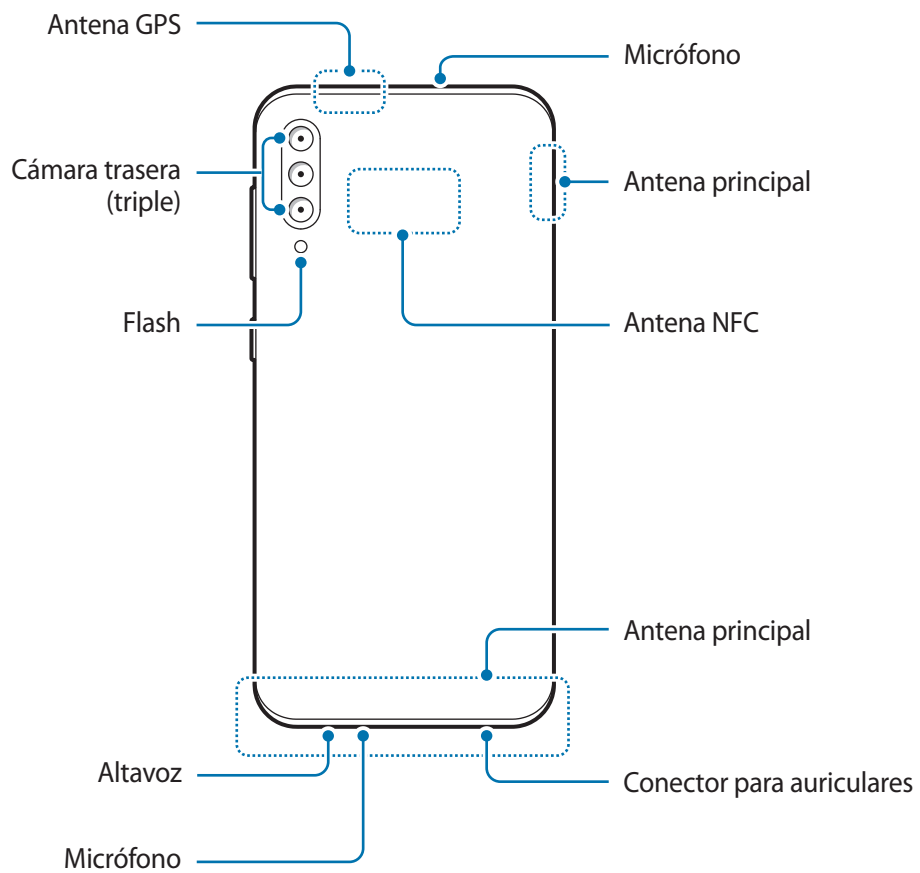 Antena GPS
Micrófono
Cámara trasera
(triple)
Antena principal
Flash
Antena NFC
Antena principal
Altavoz
Conector para auriculares
Micrófono